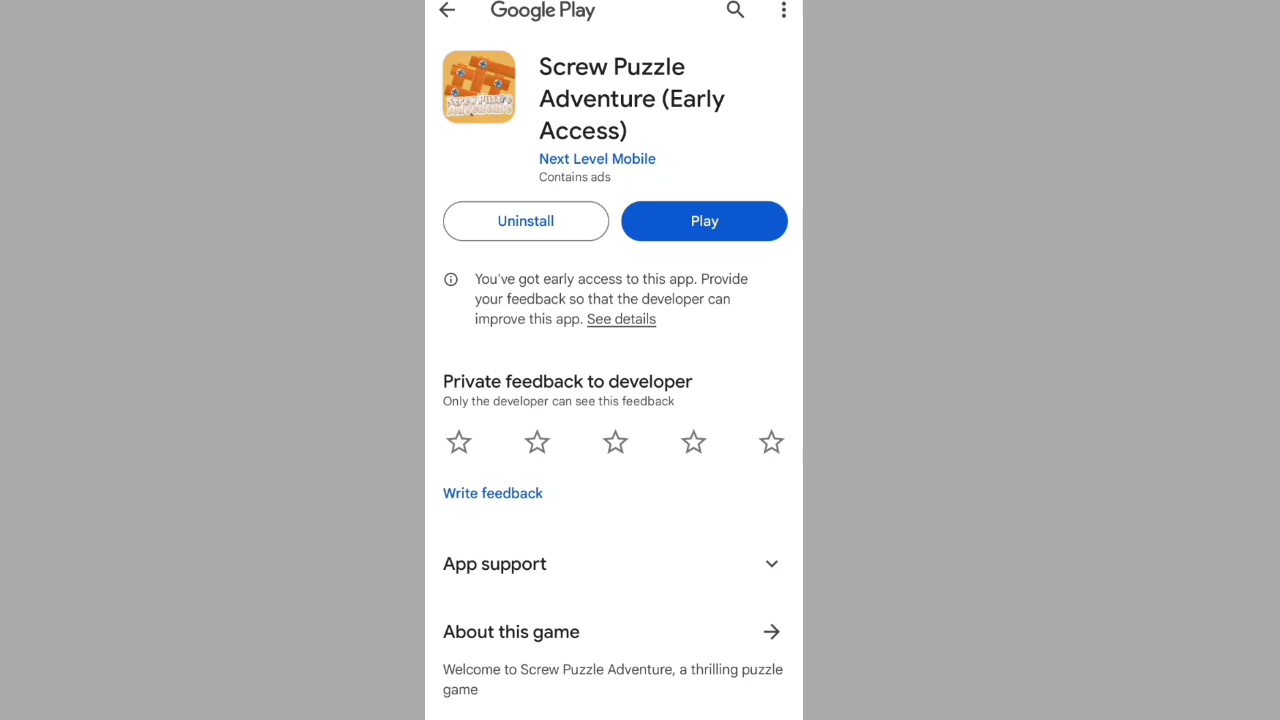 Google Play
Screw Puzzle
Adventure
Screw Puzzle
Adventure (Early
Access)
Next Level Mobile
Contains ads
Uninstall
Play
You've got early access to this app. Provide
your feedback so that the developer can
improve this app. See details
Private feedback to developer
Only the developer can see this feedback
Write feedback
App support
About this game
Welcome to Screw Puzzle Adventure, a thrilling puzzle
game